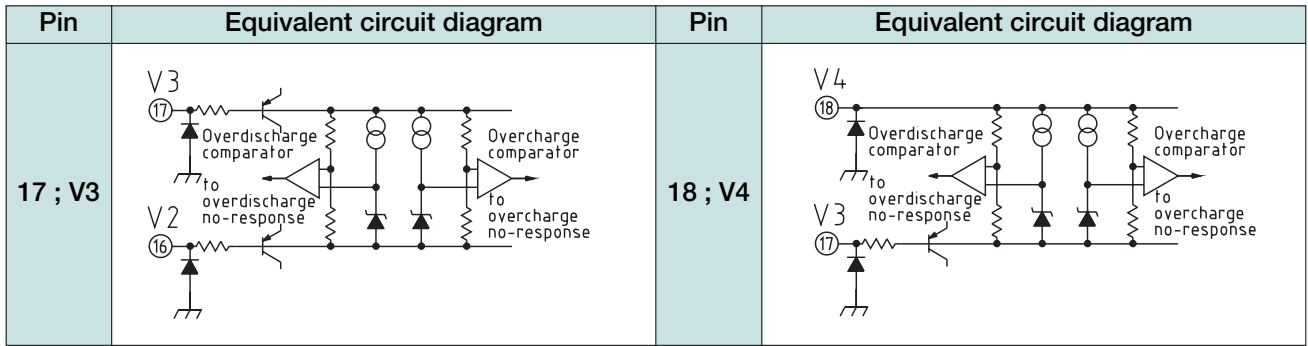 Pin
Equivalent circuit diagram
Pin
Equivalent circuit diagram
17 ; V3
V3
17
Overdischarge
comparator
to
overdischarge
no-response
Overcharge
comparator
to
overcharge
no-response
V2
16
18 ; V4
V4
18
Overdischarge
comparator
to
overdischarge
no-response
Overcharge
comparator
to
overcharge
no-response
V3
17